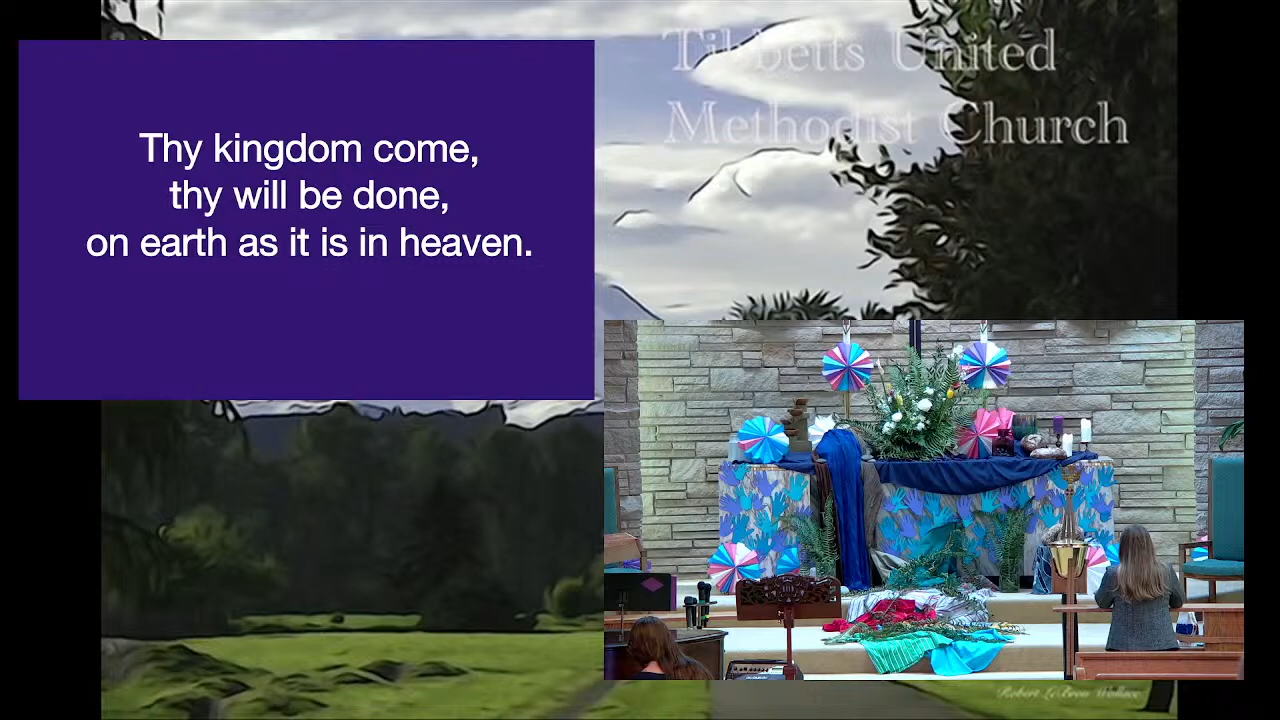 Tibbetts United
Methodist Church
Thy kingdom come,
thy will be done,
on earth as it is in heaven.
Robert LeBron Wallace